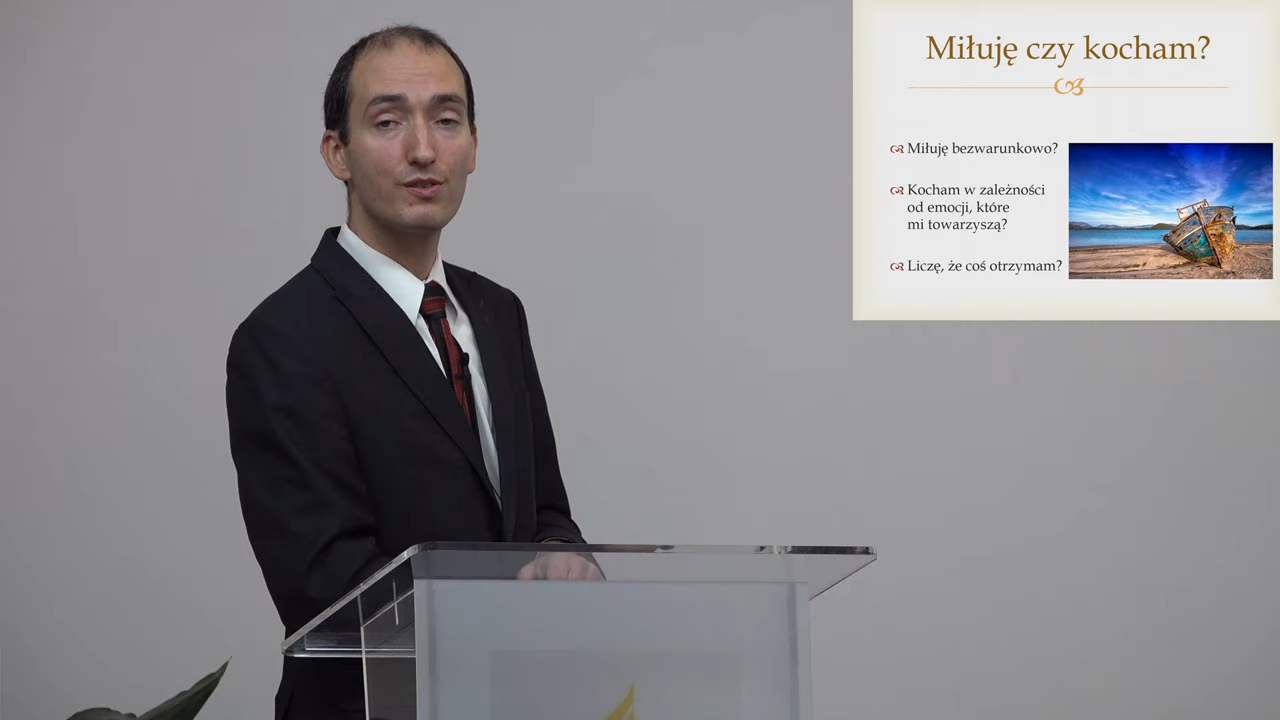 Miłuję czy kocham?
Miłuję bezwarunkowo?
Kocham w zależności
od emocji, które
mi towarzyszą?
Liczę, że coś otrzymam?